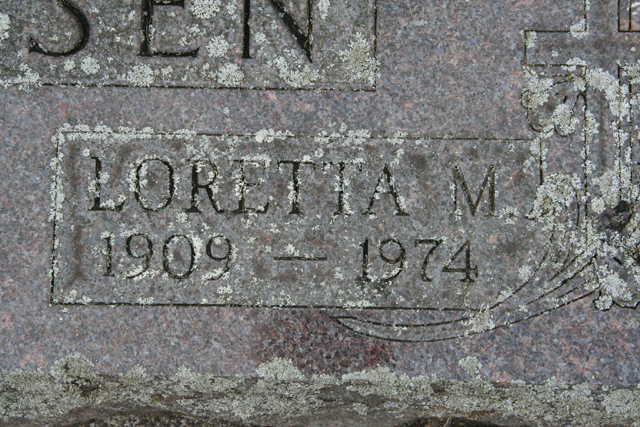 SEN
LORETTA M
1909 — 1974